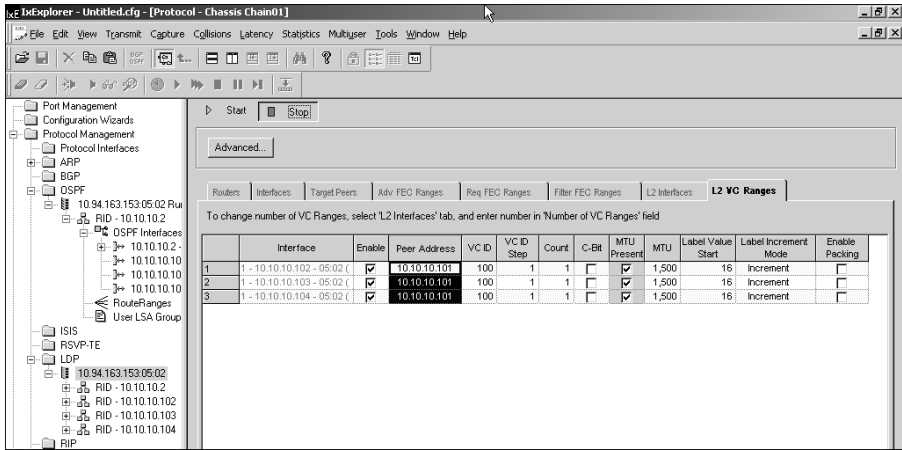 IxE IxExplorer - Untitled.cfg - [Protocol - Chassis Chain01]
File Edit View Transmit Capture Collisions Latency Statistics Multiuser Tools Window Help
BGP OSPF
Tcl
Port Management
Configuration Wizards
Protocol Management
Protocol Interfaces
ARP
BGP
OSPF
10.94.163.153:05:02 Rui
RID - 10.10.10.2
OSPF Interfaces
10.10.10.2 -
10.10.10.10
10.10.10.10
10.10.10.10
RouteRanges
User LSA Group
ISIS
RSVP-TE
LDP
10.94.163.153:05:02
RID - 10.10.10.2
RID - 10.10.10.102
RID - 10.10.10.103
RID - 10.10.10.104
RIP
Start Stop
Advanced...
Routers Interfaces Target Peers Adv FEC Ranges Req FEC Ranges Filter FEC Ranges L2 Interfaces L2 VC Ranges
To change number of VC Ranges, select 'L2 Interfaces' tab, and enter number in 'Number of VC Ranges' field
Interface Enable Peer Address VC ID VC ID Step Count C-Bit MTU Present MTU Label Value Start Label Increment Mode Enable Packing
1 1 - 10.10.10.102 - 05:02 ( 10.10.10.101 100 1 1 1,500 16 Increment
2 1 - 10.10.10.103 - 05:02 ( 10.10.10.101 100 1 1 1,500 16 Increment
3 1 - 10.10.10.104 - 05:02 ( 10.10.10.101 100 1 1 1,500 16 Increment